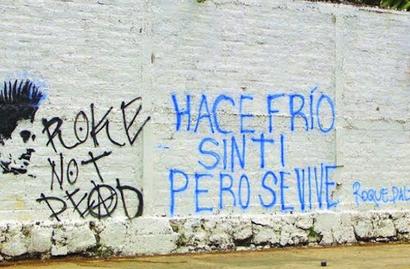 ROKE
NOT
DEAD
HACE FRÍO
SIN TI
PERO SE VIVE
ROQUE DAL